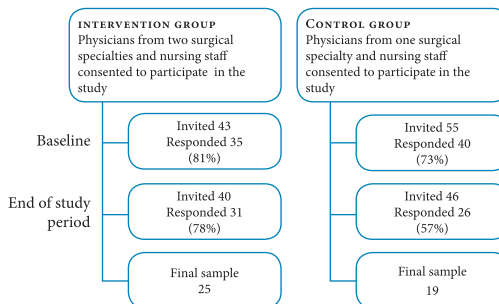 INTERVENTION GROUP
Physicians from two surgical
specialties and nursing staff
consented to participate in the
study
CONTROL GROUP
Physicians from one surgical
specialty and nursing staff
consented to participate in the
study
Baseline
Invited 43
Responded 35
(81%)
Invited 55
Responded 40
(73%)
End of study
period
Invited 40
Responded 31
(78%)
Invited 46
Responded 26
(57%)
Final sample
25
Final sample
19